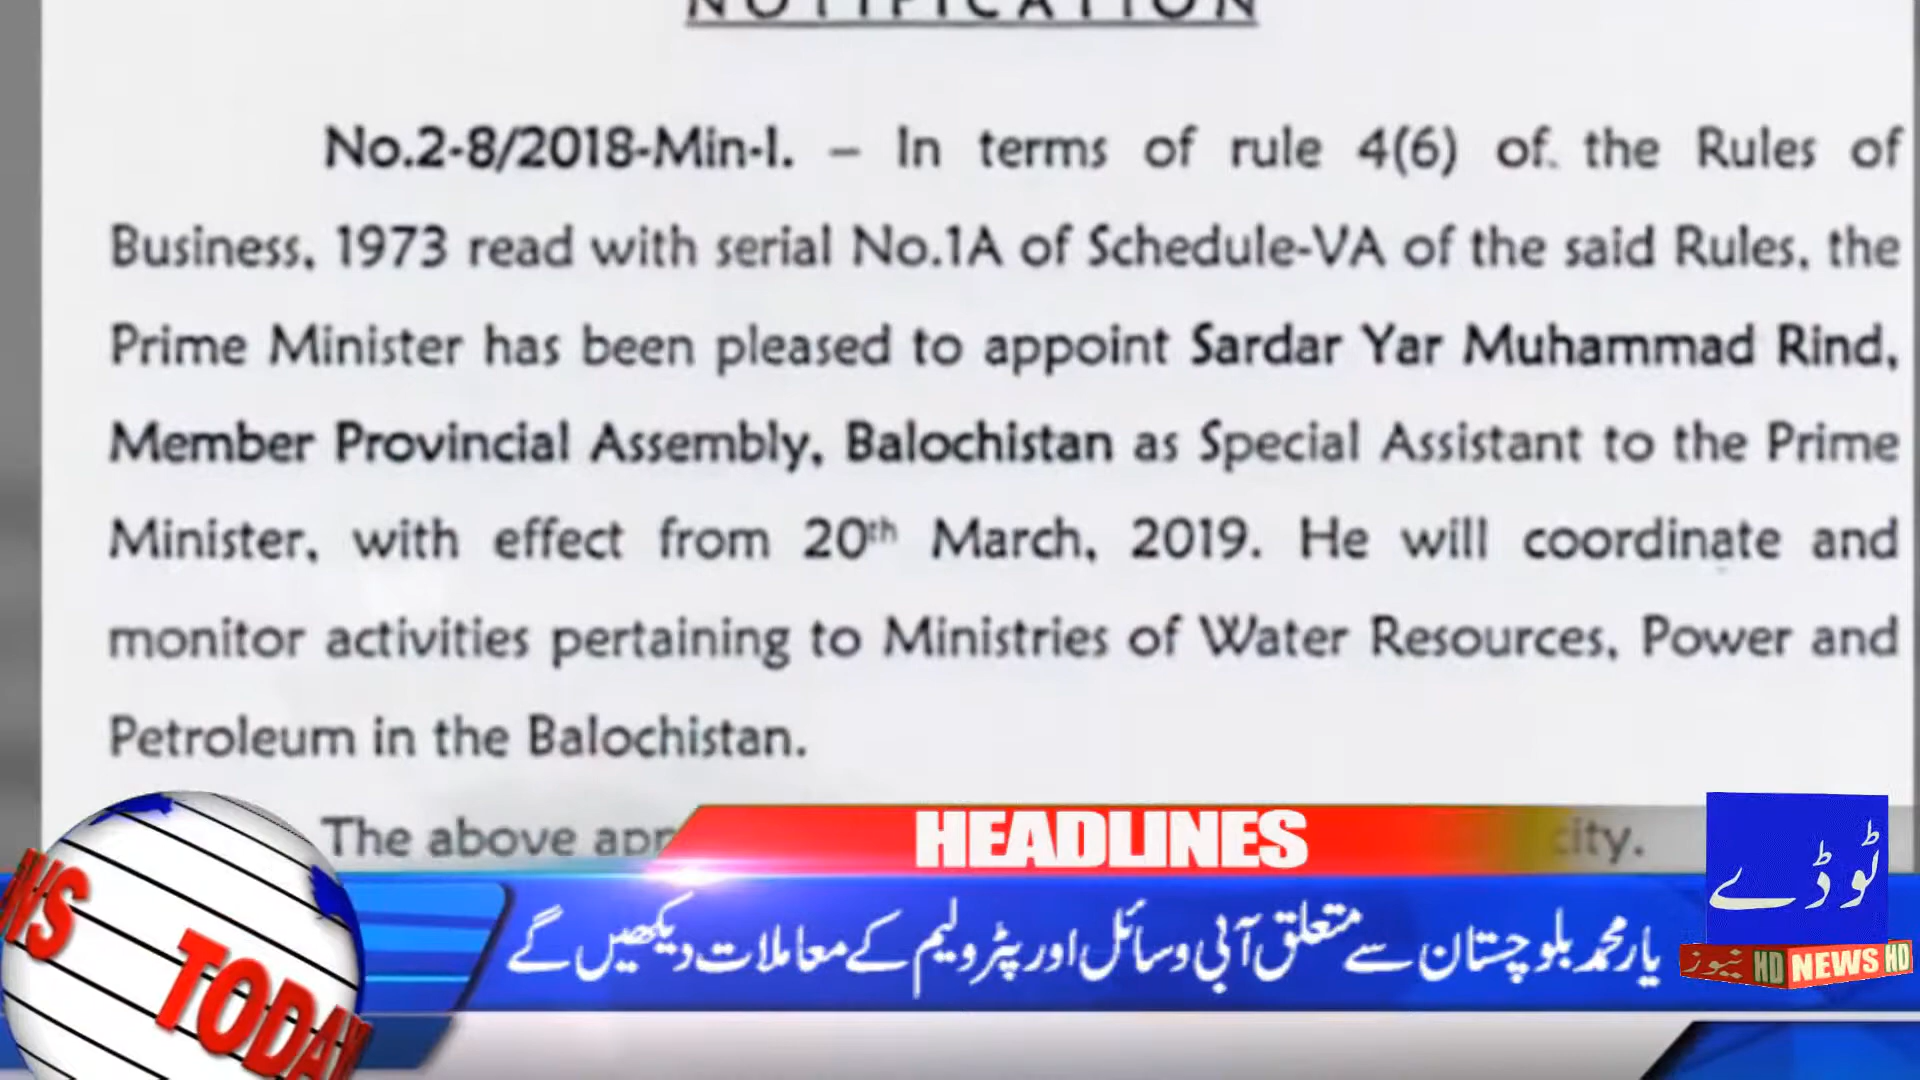 NOTIFICATION
No.2-8/2018-Min-I. – In terms of rule 4(6) of the Rules of
Business, 1973 read with serial No.1A of Schedule-VA of the said Rules, the
Prime Minister has been pleased to appoint Sardar Yar Muhammad Rind,
Member Provincial Assembly, Balochistan as Special Assistant to the Prime
Minister, with effect from 20th March, 2019. He will coordinate and
monitor activities pertaining to Ministries of Water Resources, Power and
Petroleum in the Balochistan.
The above
HEADLINES
یار محمد بلوچستان سے متعلق آبی وسائل اور پٹرولیم کے معاملات دیکھیں گے
ٹوڈے
نیوز HD NEWS HD
TODAY